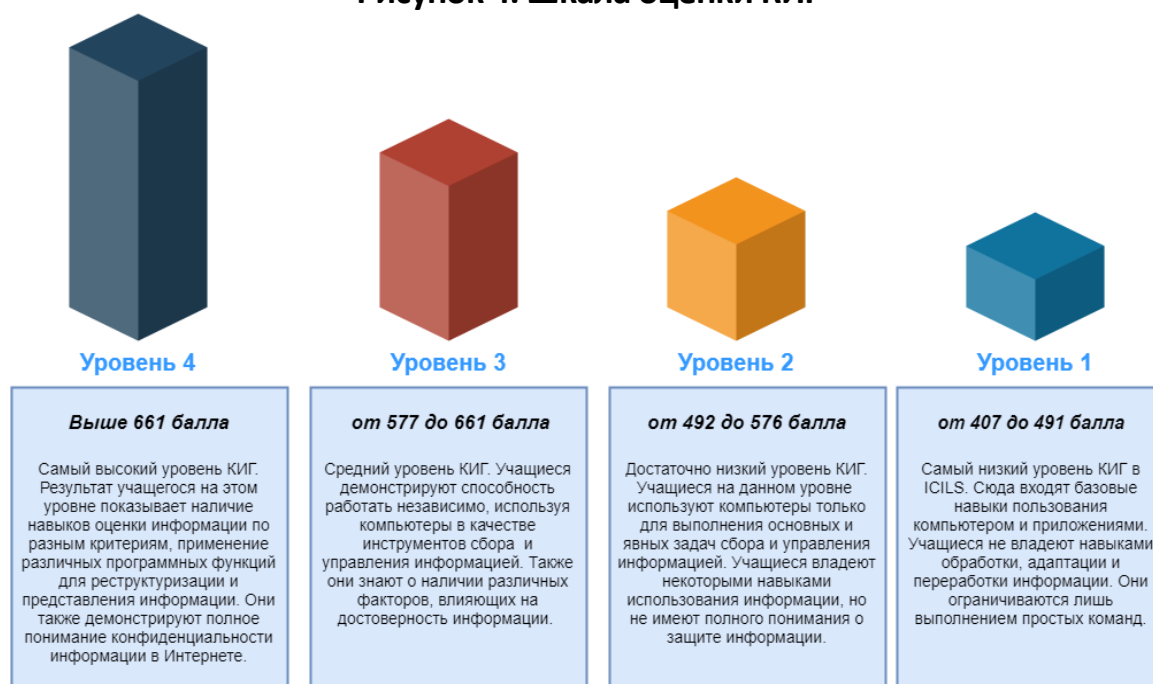 Рисунок 4. Шкала оценки КИГ
Уровень 4
Выше 661 балла
Самый высокий уровень КИГ.
Результат учащегося на этом
уровне показывает наличие
навыков оценки информации по
разным критериям, применение
различных программных функций
для реструктуризации и
представления информации. Они
также демонстрируют полное
понимание конфиденциальности
информации в Интернете.
Уровень 3
от 577 до 661 балла
Средний уровень КИГ. Учащиеся
демонстрируют способность
работать независимо, используя
компьютеры в качестве
инструментов сбора и
управления информацией. Также
они знают о наличии различных
факторов, влияющих на
достоверность информации.
Уровень 2
от 492 до 576 балла
Достаточно низкий уровень КИГ.
Учащиеся на данном уровне
используют компьютеры только
для выполнения основных и
явных задач сбора и управления
информацией. Учащиеся владеют
некоторыми навыками
использования информации, но
не имеют полного понимания о
защите информации.
Уровень 1
от 407 до 491 балла
Самый низкий уровень КИГ в
ICILS. Сюда входят базовые
навыки пользования
компьютером и приложениями.
Учащиеся не владеют навыками
обработки, адаптации и
переработки информации. Они
ограничиваются лишь
выполнением простых команд.